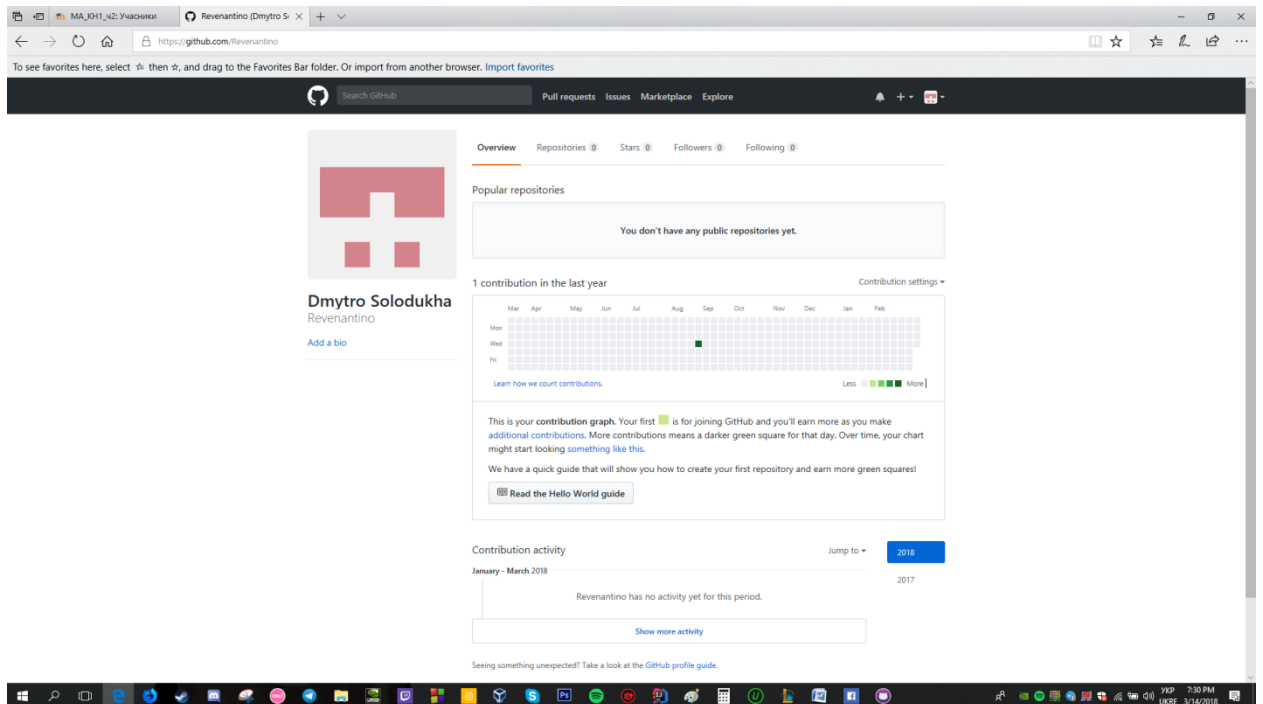 MA_КН1_ч2: Учасники
Revenantino (Dmytro S
https://github.com/Revenantino
To see favorites here, select ☆ then ☆, and drag to the Favorites Bar folder. Or import from another browser. Import favorites
Search GitHub
Pull requests Issues Marketplace Explore
Overview Repositories 0 Stars 0 Followers 0 Following 0
Popular repositories
You don't have any public repositories yet.
1 contribution in the last year
Contribution settings
Dmytro Solodukha
Revenantino
Add a bio
Mar Apr May Jun Jul Aug Sep Oct Nov Dec Jan Feb
Mon
Wed
Fri
Learn how we count contributions.
Less More
This is your contribution graph. Your first is for joining GitHub and you'll earn more as you make
additional contributions. More contributions means a darker green square for that day. Over time, your chart
might start looking something like this.
We have a quick guide that will show you how to create your first repository and earn more green squares!
Read the Hello World guide
Contribution activity
Jump to
2018
2017
January - March 2018
Revenantino has no activity yet for this period.
Show more activity
Seeing something unexpected? Take a look at the GitHub profile guide.
Ps
УКР 7:30 PM
UKRE 3/14/2018